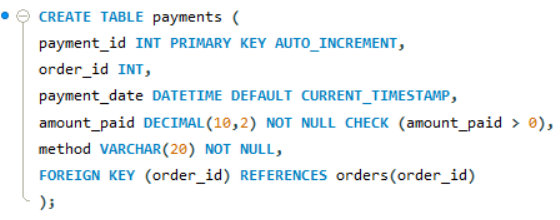 CREATE TABLE payments (
payment_id INT PRIMARY KEY AUTO_INCREMENT,
order_id INT,
payment_date DATETIME DEFAULT CURRENT_TIMESTAMP,
amount_paid DECIMAL(10,2) NOT NULL CHECK (amount_paid > 0),
method VARCHAR(20) NOT NULL,
FOREIGN KEY (order_id) REFERENCES orders(order_id)
);